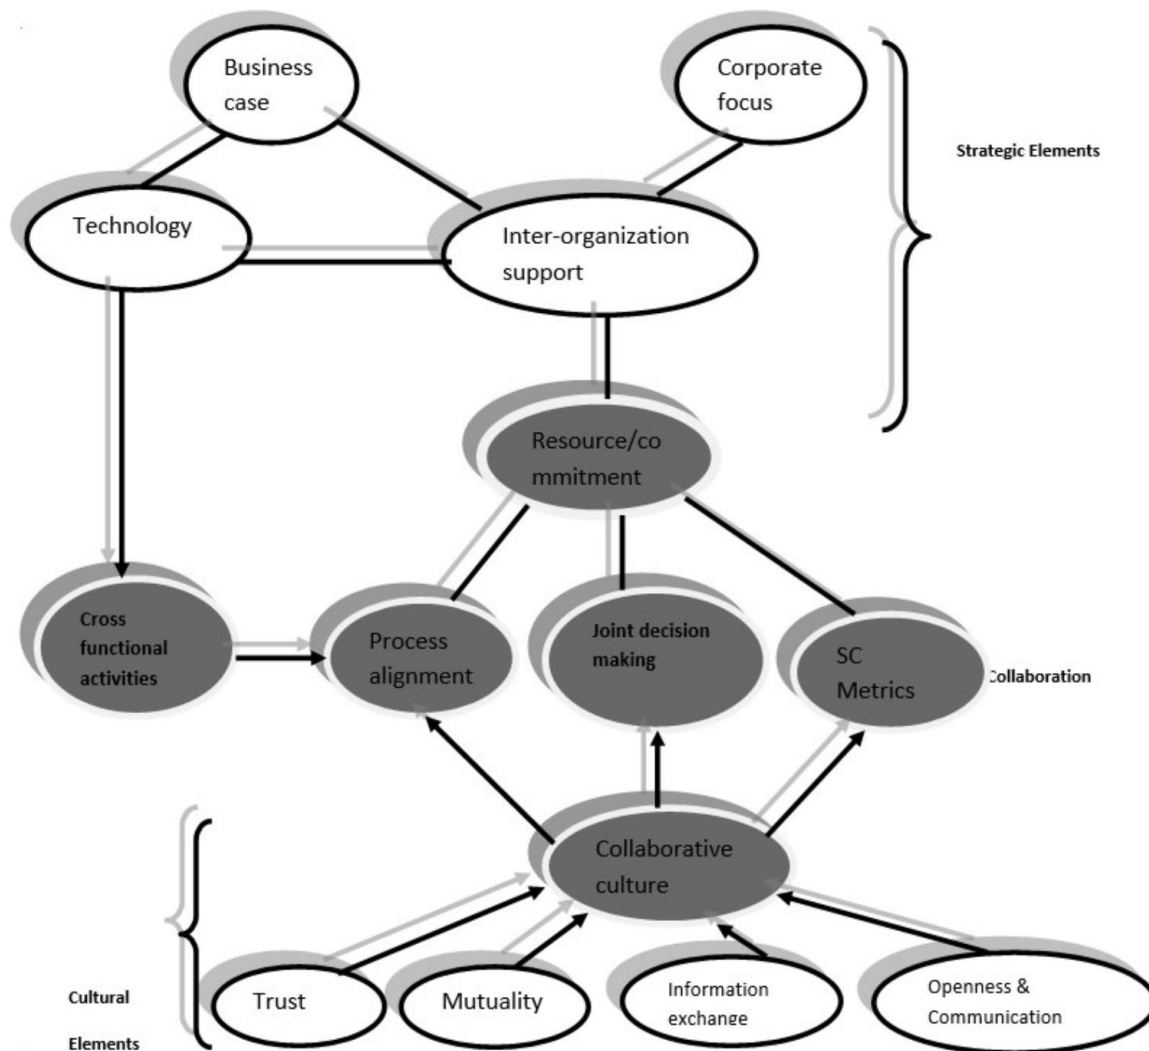 Business
case
Corporate
focus
Strategic Elements
Technology
Inter-organization
support
Resource/co
mmitment
Cross
functional
activities
Process
alignment
Joint decision
making
SC
Metrics
Collaboration
Collaborative
culture
Cultural
Elements
Trust
Mutuality
Information
exchange
Openness &
Communication